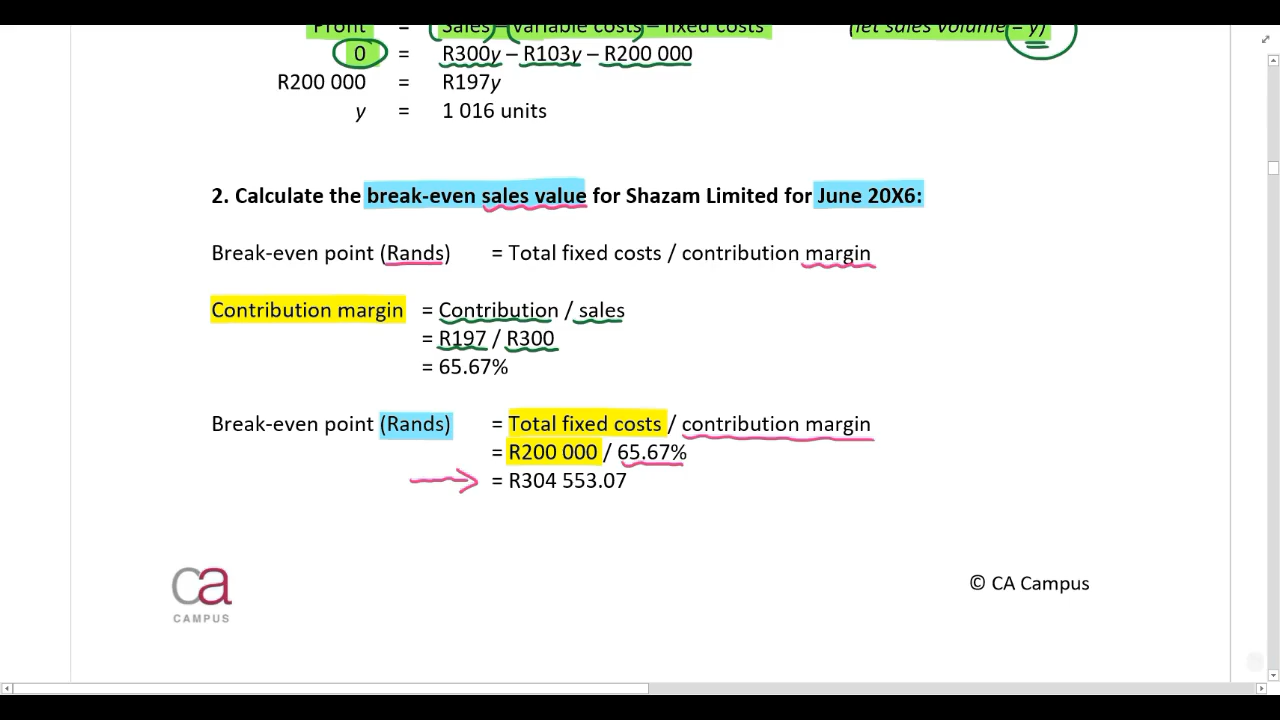 Profit = Sales – variable costs – fixed costs (let sales volume = y)
0 = R300y – R103y – R200 000
R200 000 = R197y
y = 1 016 units
2. Calculate the break-even sales value for Shazam Limited for June 20X6:
Break-even point (Rands) = Total fixed costs / contribution margin
Contribution margin = Contribution / sales
= R197 / R300
= 65.67%
Break-even point (Rands) = Total fixed costs / contribution margin
= R200 000 / 65.67%
= R304 553.07
ca
CAMPUS
© CA Campus